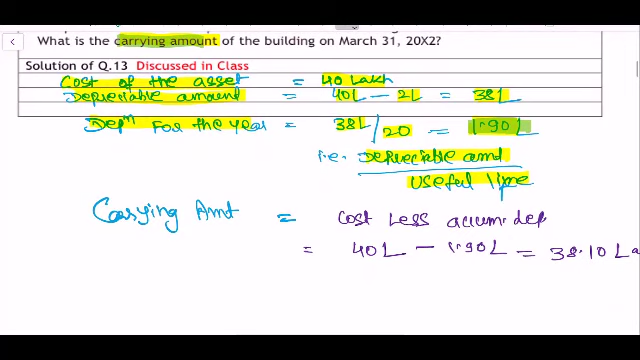 What is the carrying amount of the building on March 31, 20X2?
Solution of Q.13 Discussed in Class
Cost of the asset = 40 Lakh
Depreciable amount = 40L - 2L = 38L
Depn For the year = 38L/20 = 1.90L
i.e. Depreciable amt
Useful life
Carrying Amt = Cost Less accum. dep
= 40L - 1.90L = 38.10 La